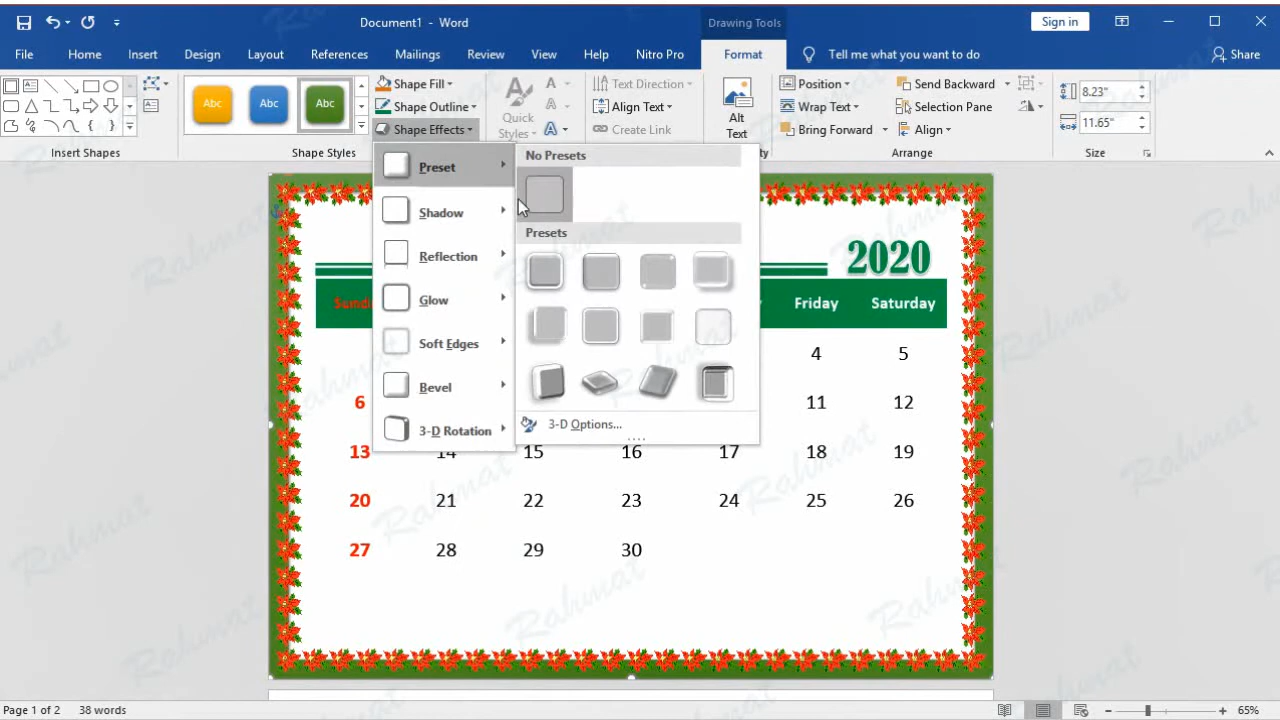 Document1 - Word
Drawing Tools
Sign in
File Home Insert Design Layout References Mailings Review View Help Nitro Pro Format Tell me what you want to do Share
Abc Abc Abc
Shape Fill
Shape Outline
Shape Effects
Quick
Styles
Text Direction
Align Text
Create Link
Alt
Text
Position
Wrap Text
Bring Forward
Send Backward
Selection Pane
Align
8.23"
11.65"
Insert Shapes Shape Styles Arrange Size
Preset
Shadow
Reflection
Glow
Soft Edges
Bevel
3-D Rotation
No Presets
Presets
3-D Options...
2020
Friday Saturday
4 5
6 11 12
13 14 15 16 17 18 19
20 21 22 23 24 25 26
27 28 29 30
Page 1 of 2 38 words 65%
Rahmat